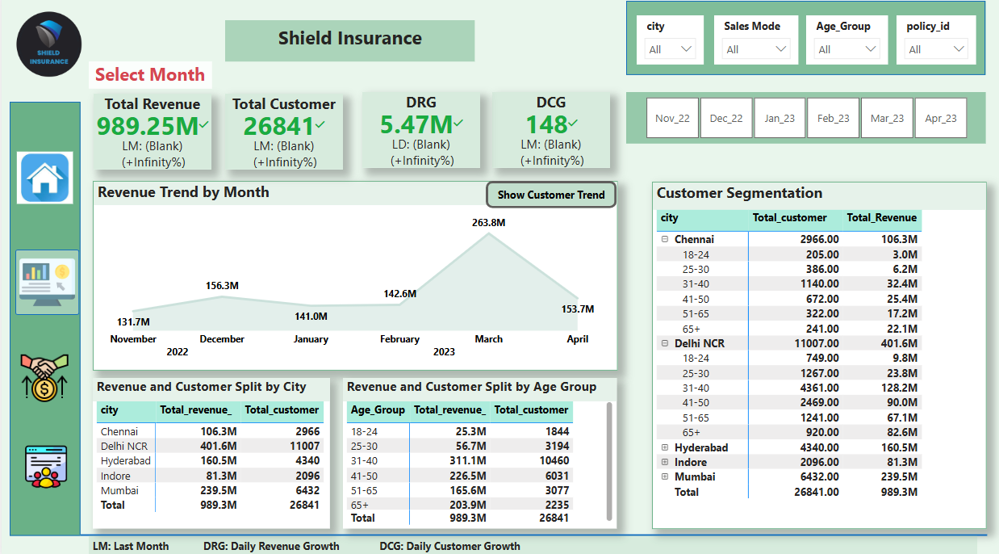 SHIELD
INSURANCE
Shield Insurance
city Sales Mode Age_Group policy_id
All All All All
Select Month
Nov_22 Dec_22 Jan_23 Feb_23 Mar_23 Apr_23
Total Revenue
989.25M
LM: (Blank)
(+Infinity%)
Total Customer
26841
LM: (Blank)
(+Infinity%)
DRG
5.47M
LD: (Blank)
(+Infinity%)
DCG
148
LM: (Blank)
(+Infinity%)
Revenue Trend by Month
Show Customer Trend
263.8M
156.3M
142.6M
131.7M
141.0M
153.7M
November December January February March April
2022 2023
Revenue and Customer Split by City
city Total_revenue_ Total_customer
Chennai 106.3M 2966
Delhi NCR 401.6M 11007
Hyderabad 160.5M 4340
Indore 81.3M 2096
Mumbai 239.5M 6432
Total 989.3M 26841
Revenue and Customer Split by Age Group
Age_Group Total_revenue_ Total_customer
18-24 25.3M 1844
25-30 56.7M 3194
31-40 311.1M 10460
41-50 226.5M 6031
51-65 165.6M 3077
65+ 203.9M 2235
Total 989.3M 26841
Customer Segmentation
city Total_customer Total_Revenue
Chennai 2966.00 106.3M
18-24 205.00 3.0M
25-30 386.00 6.2M
31-40 1140.00 32.4M
41-50 672.00 25.4M
51-65 322.00 17.2M
65+ 241.00 22.1M
Delhi NCR 11007.00 401.6M
18-24 749.00 9.8M
25-30 1267.00 23.8M
31-40 4361.00 128.2M
41-50 2469.00 90.0M
51-65 1241.00 67.1M
65+ 920.00 82.6M
Hyderabad 4340.00 160.5M
Indore 2096.00 81.3M
Mumbai 6432.00 239.5M
Total 26841.00 989.3M
LM: Last Month DRG: Daily Revenue Growth DCG: Daily Customer Growth